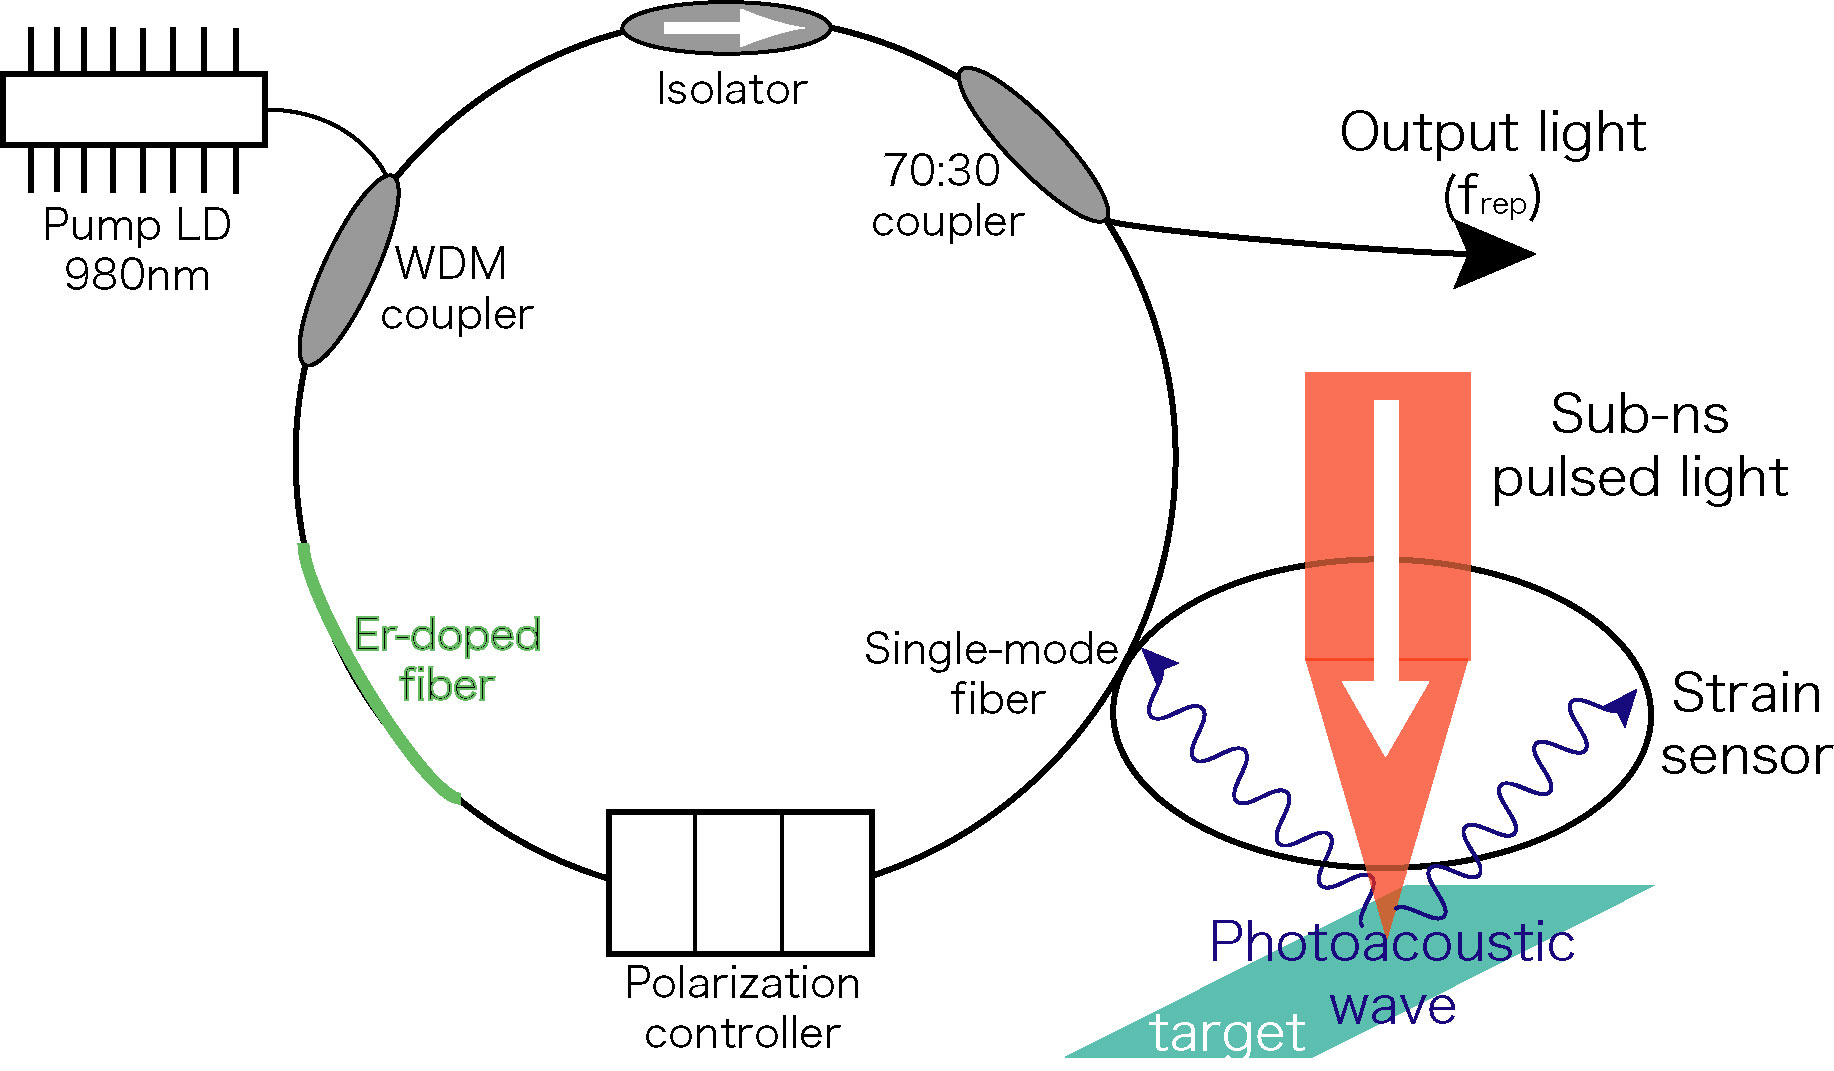 Isolator
Pump LD
980nm
WDM
coupler
70:30
coupler
Output light
(frep)
Sub-ns
pulsed light
Er-doped
fiber
Single-mode
fiber
Strain
sensor
Polarization
controller
Photoacoustic
wave
target